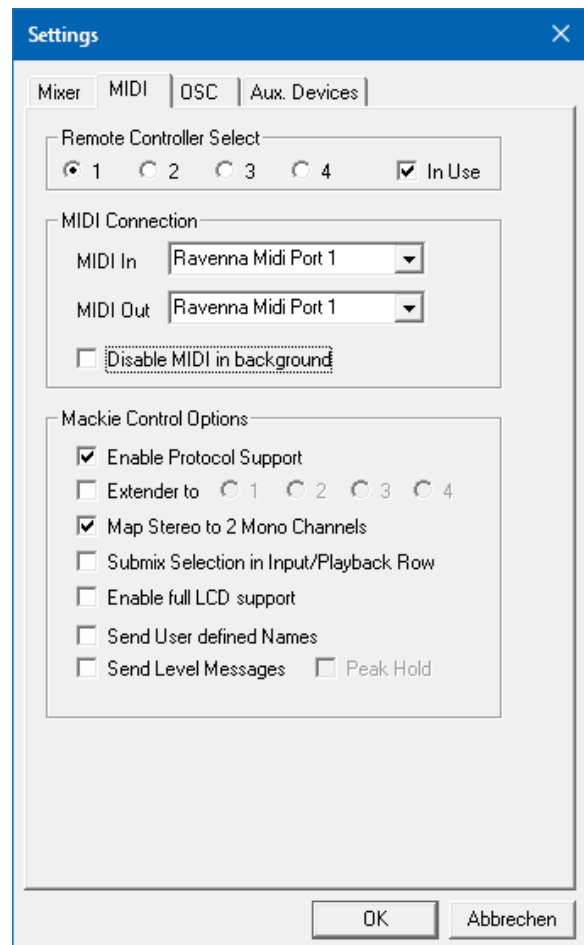 Settings
Mixer MIDI OSC Aux. Devices
Remote Controller Select
1 2 3 4 In Use
MIDI Connection
MIDI In Ravenna Midi Port 1
MIDI Out Ravenna Midi Port 1
Disable MIDI in background
Mackie Control Options
Enable Protocol Support
Extender to 1 2 3 4
Map Stereo to 2 Mono Channels
Submix Selection in Input/Playback Row
Enable full LCD support
Send User defined Names
Send Level Messages Peak Hold
OK Abbrechen